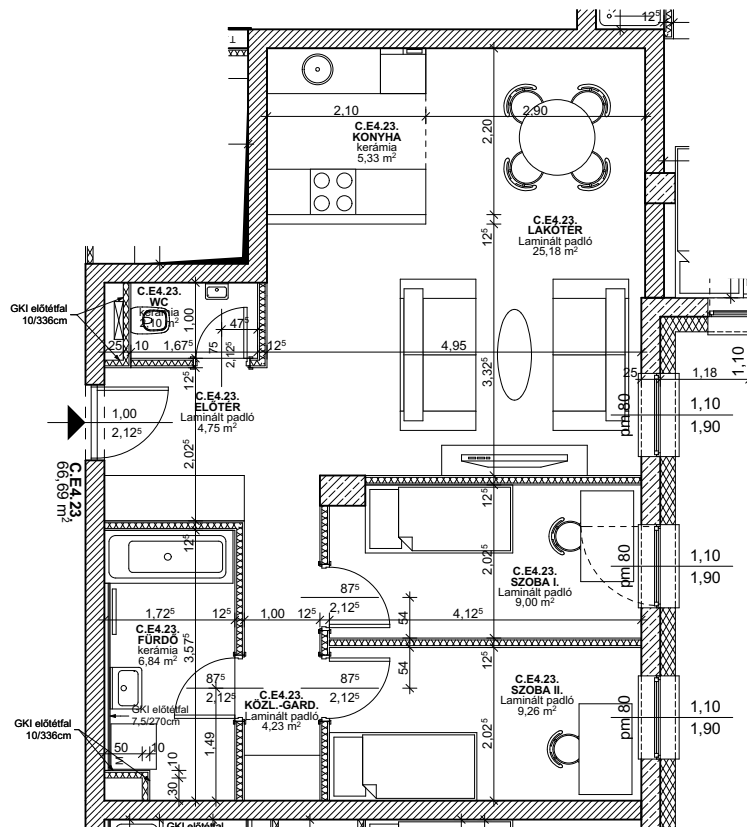 12⁵
2,10
2,90
C.E4.23.
KONYHA
kerámia
5,33 m²
2,20
C.E4.23.
LAKÓTÉR
Laminált padló
25,18 m²
12⁵
GKI előtétfal
10/336cm
C.E4.23.
WC
kerámia
2,10 m²
1,00
47⁵
75
2,12⁵
25
10
1,67⁵
12⁵
4,95
3,32⁵
25
1,18
1,10
pm 80
1,10
1,90
12⁵
C.E4.23.
ELŐTÉR
Laminált padló
4,75 m²
1,00
2,12⁵
2,02⁵
C.E4.23.
66,69 m²
12⁵
12⁵
C.E4.23.
SZOBA I.
Laminált padló
9,00 m²
2,02⁵
pm 80
1,10
1,90
87⁵
2,12⁵
54
1,72⁵
12⁵
1,00
12⁵
4,12⁵
C.E4.23.
FÜRDŐ
kerámia
6,84 m²
3,57⁵
54
12⁵
87⁵
2,12⁵
87⁵
2,12⁵
C.E4.23.
SZOBA II.
Laminált padló
9,26 m²
C.E4.23.
KÖZL.-GARD.
Laminált padló
4,23 m²
GKI előtétfal
7,5/270cm
GKI előtétfal
10/336cm
50
10
M
1,49
10
30
2,02⁵
pm 80
1,10
1,90
GKI előtétfal